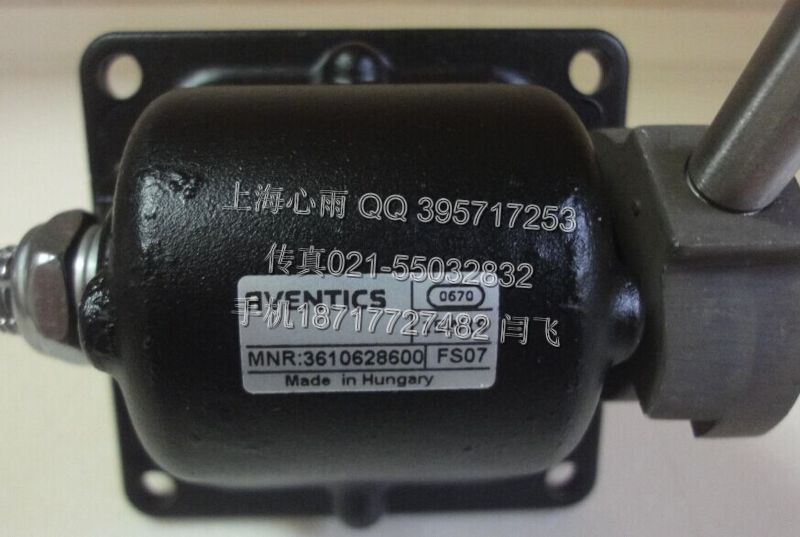 上海心雨 QQ 395717253
传真021-55032832
AVENTICS 0670
手机18717727482 闫飞
MNR:3610628600 FS07
Made in Hungary